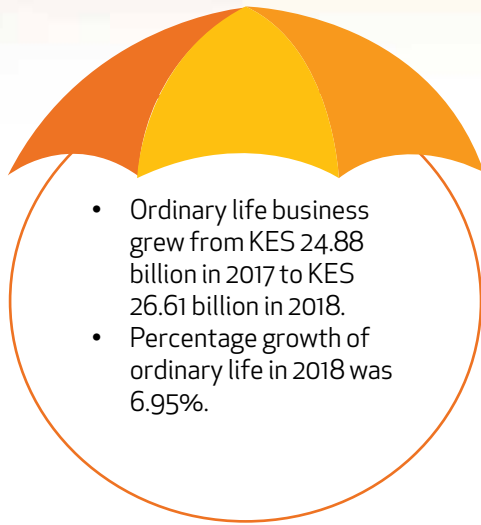 • Ordinary life business
grew from KES 24.88
billion in 2017 to KES
26.61 billion in 2018.
• Percentage growth of
ordinary life in 2018 was
6.95%.